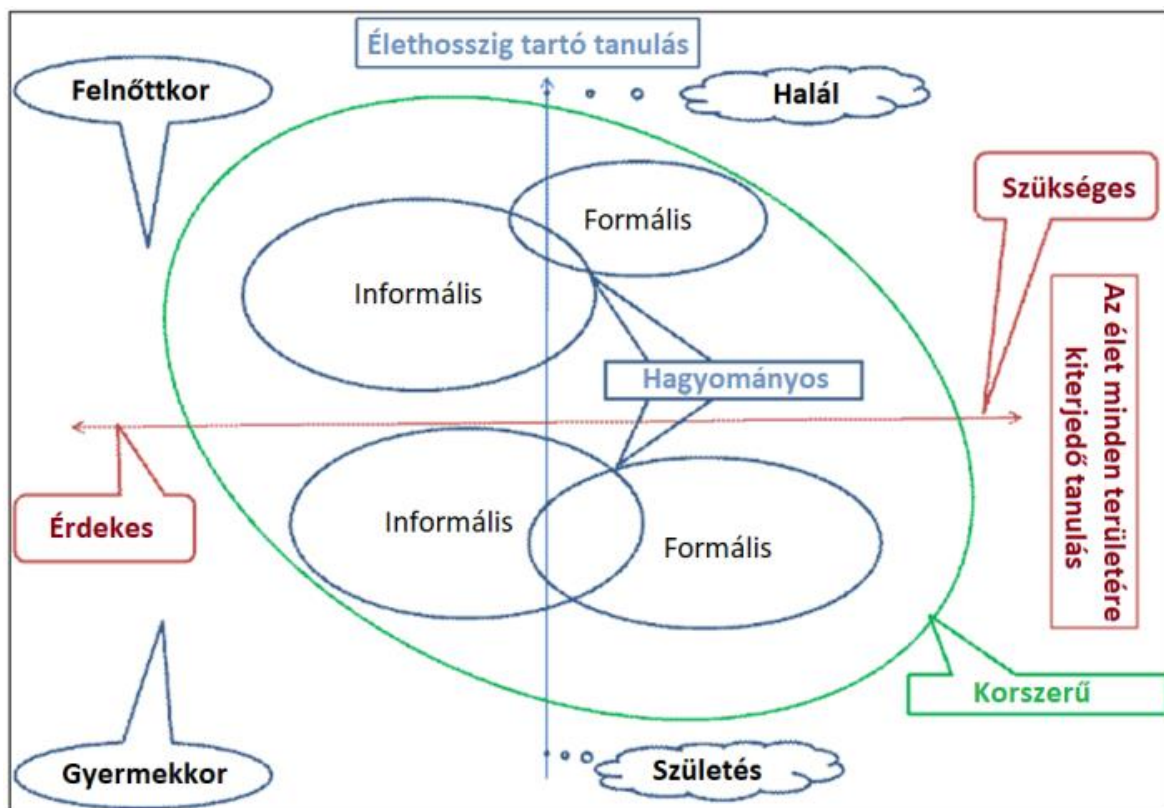 Élethosszig tartó tanulás
Felnőttkor
Halál
Szükséges
Formális
Informális
Az élet minden területére
kiterjedő tanulás
Hagyományos
Érdekes
Informális
Formális
Korszerű
Gyermekkor
Születés